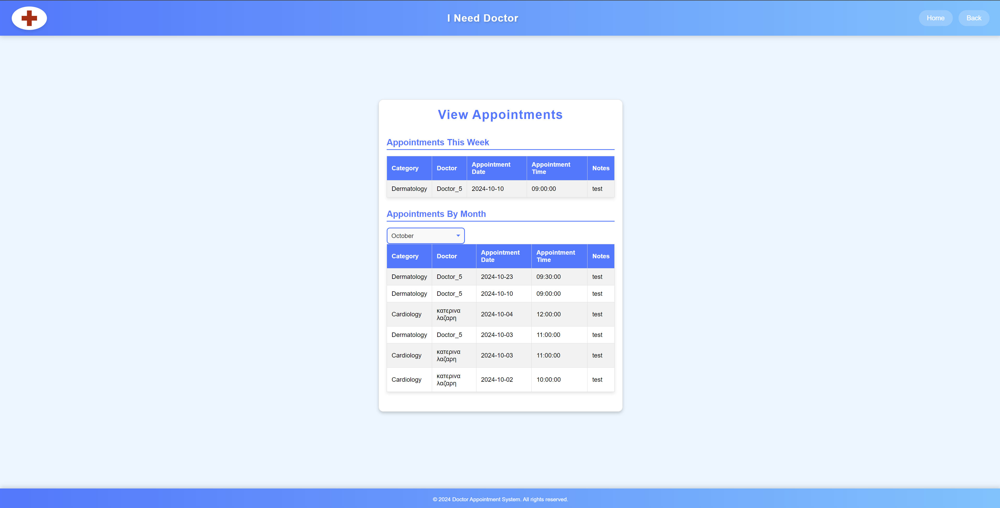 I Need Doctor
Home
Back
View Appointments
Appointments This Week
Category Doctor Appointment Date Appointment Time Notes
Dermatology Doctor_5 2024-10-10 09:00:00 test
Appointments By Month
October
Category Doctor Appointment Date Appointment Time Notes
Dermatology Doctor_5 2024-10-23 09:30:00 test
Dermatology Doctor_5 2024-10-10 09:00:00 test
Cardiology κατερινα λαζαρη 2024-10-04 12:00:00 test
Dermatology Doctor_5 2024-10-03 11:00:00 test
Cardiology κατερινα λαζαρη 2024-10-03 11:00:00 test
Cardiology κατερινα λαζαρη 2024-10-02 10:00:00 test
© 2024 Doctor Appointment System. All rights reserved.